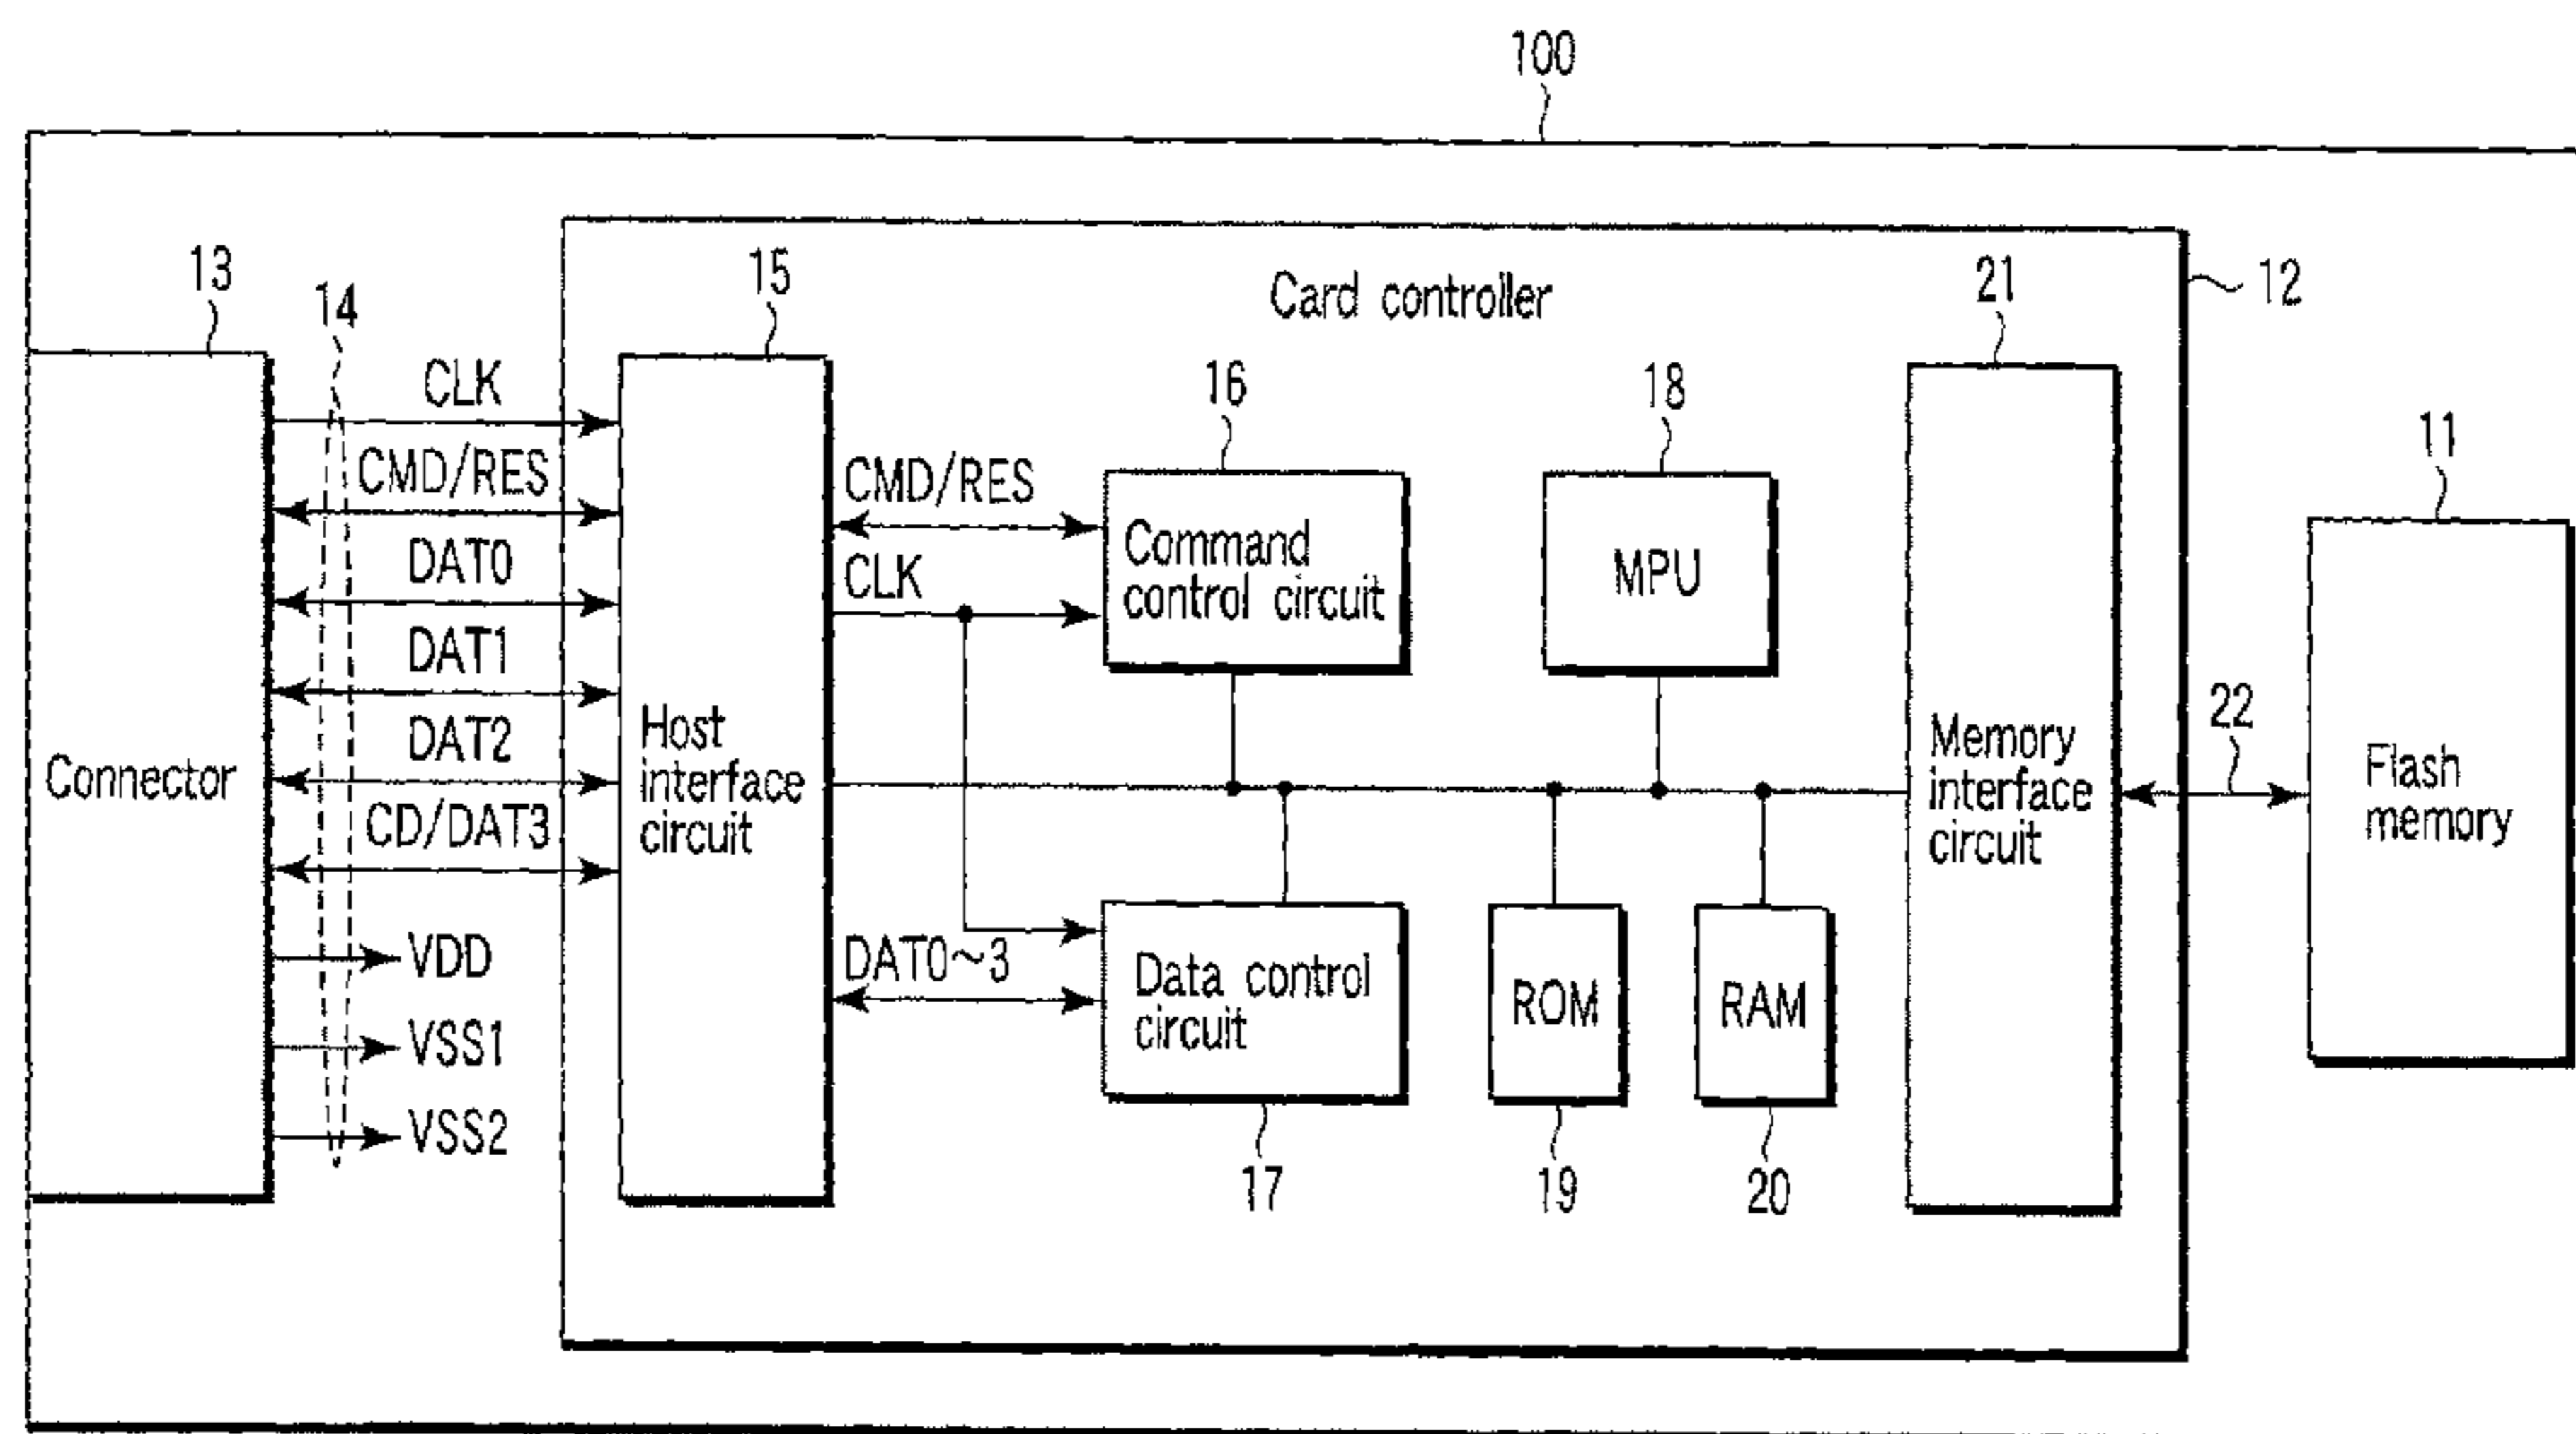 100
13
14
15
Card controller
21
12
CLK
16
18
11
CMD/RES
CMD/RES
Command
control circuit
MPU
DAT0
CLK
DAT1
22
DAT2
Host
interface
circuit
Memory
interface
circuit
Flash
memory
Connector
CD/DAT3
VDD
DAT0~3
Data control
circuit
ROM
RAM
VSS1
VSS2
17
19
20